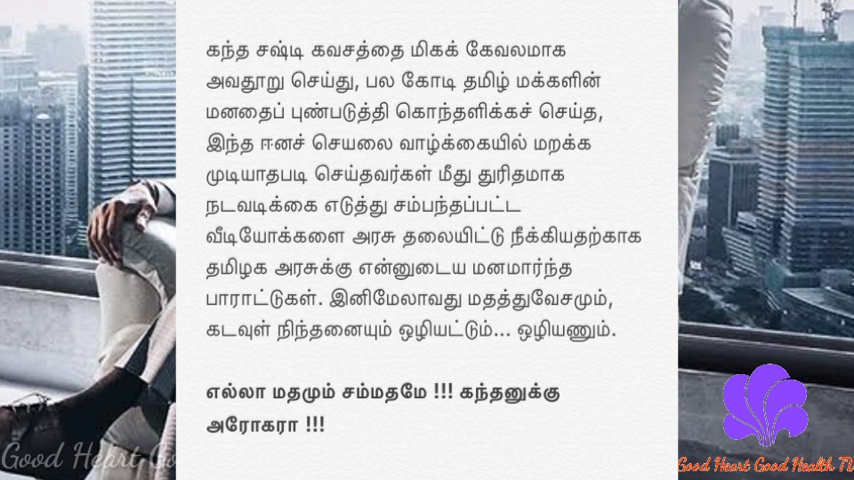 கந்த சஷ்டி கவசத்தை மிகக் கேவலமாக
அவதூறு செய்து, பல கோடி தமிழ் மக்களின்
மனதைப் புண்படுத்தி கொந்தளிக்கச் செய்த,
இந்த ஈனச் செயலை வாழ்க்கையில் மறக்க
முடியாதபடி செய்தவர்கள் மீது துரிதமாக
நடவடிக்கை எடுத்து சம்பந்தப்பட்ட
வீடியோக்களை அரசு தலையிட்டு நீக்கியதற்காக
தமிழக அரசுக்கு என்னுடைய மனமார்ந்த
பாராட்டுகள். இனிமேலாவது மதத்துவேசமும்,
கடவுள் நிந்தனையும் ஒழியட்டும்... ஒழியணும்.
எல்லா மதமும் சம்மதமே !!! கந்தனுக்கு
அரோகரா !!!
Good Heart Go
Good Heart Good Health TV